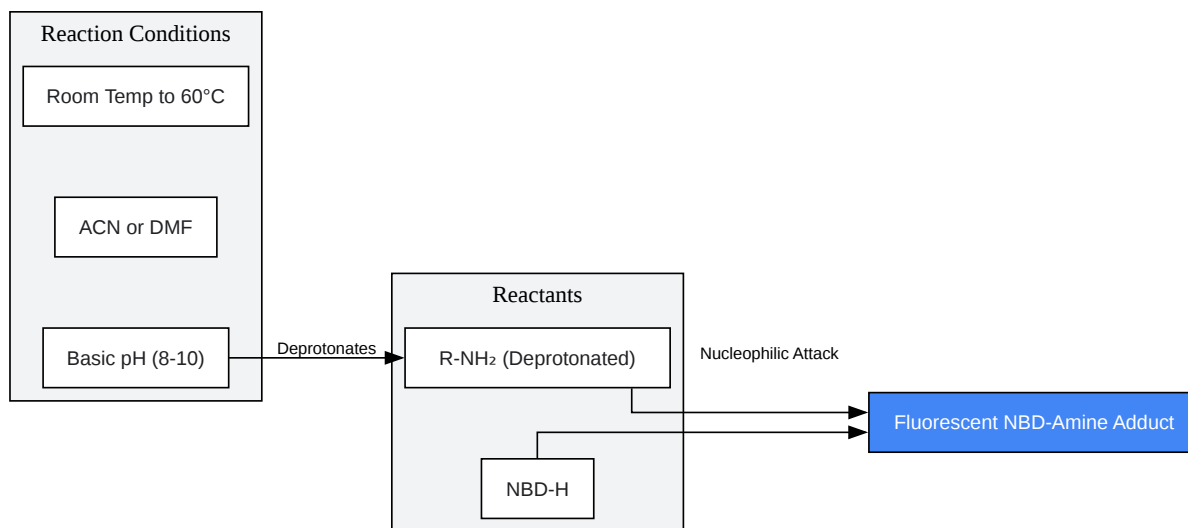 Reaction Conditions
Room Temp to 60°C
ACN or DMF
Basic pH (8-10)
Deprotonates
Reactants
R-NH₂ (Deprotonated)
NBD-H
Nucleophilic Attack
Fluorescent NBD-Amine Adduct